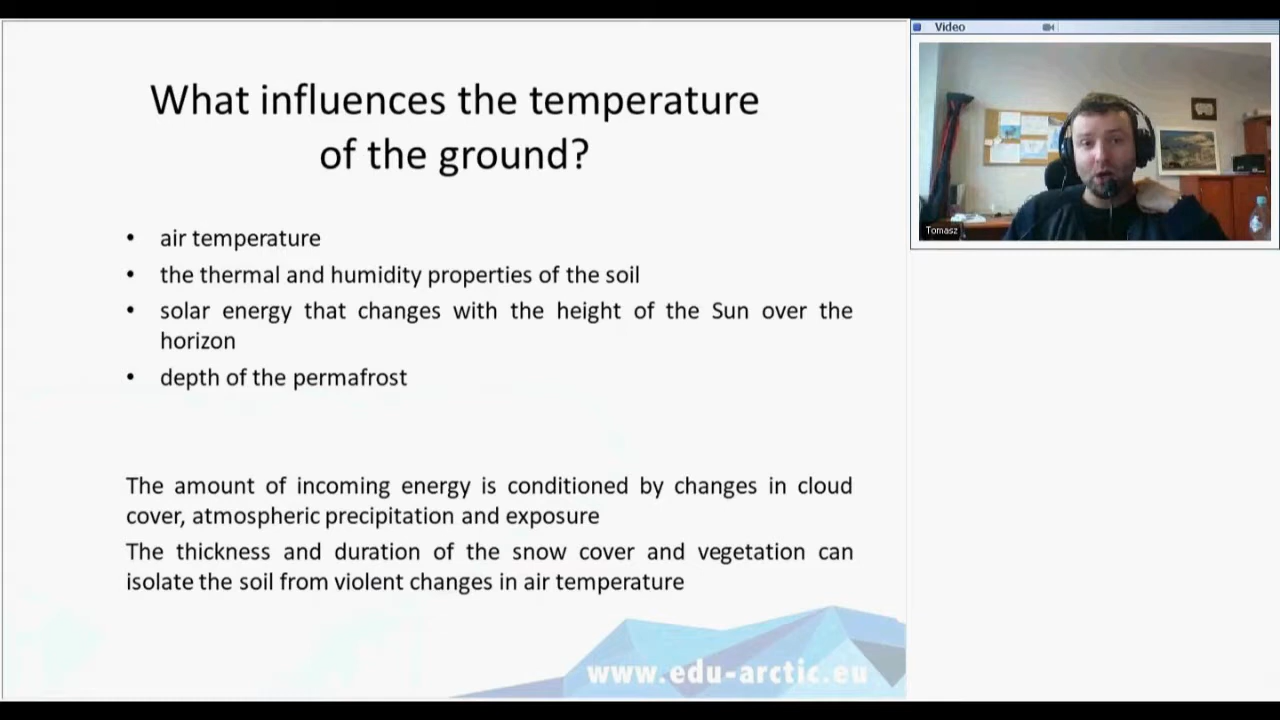 What influences the temperature
of the ground?
• air temperature
• the thermal and humidity properties of the soil
• solar energy that changes with the height of the Sun over the
horizon
• depth of the permafrost
The amount of incoming energy is conditioned by changes in cloud
cover, atmospheric precipitation and exposure
The thickness and duration of the snow cover and vegetation can
isolate the soil from violent changes in air temperature
www.edu-arctic.eu
Video
Tomasz